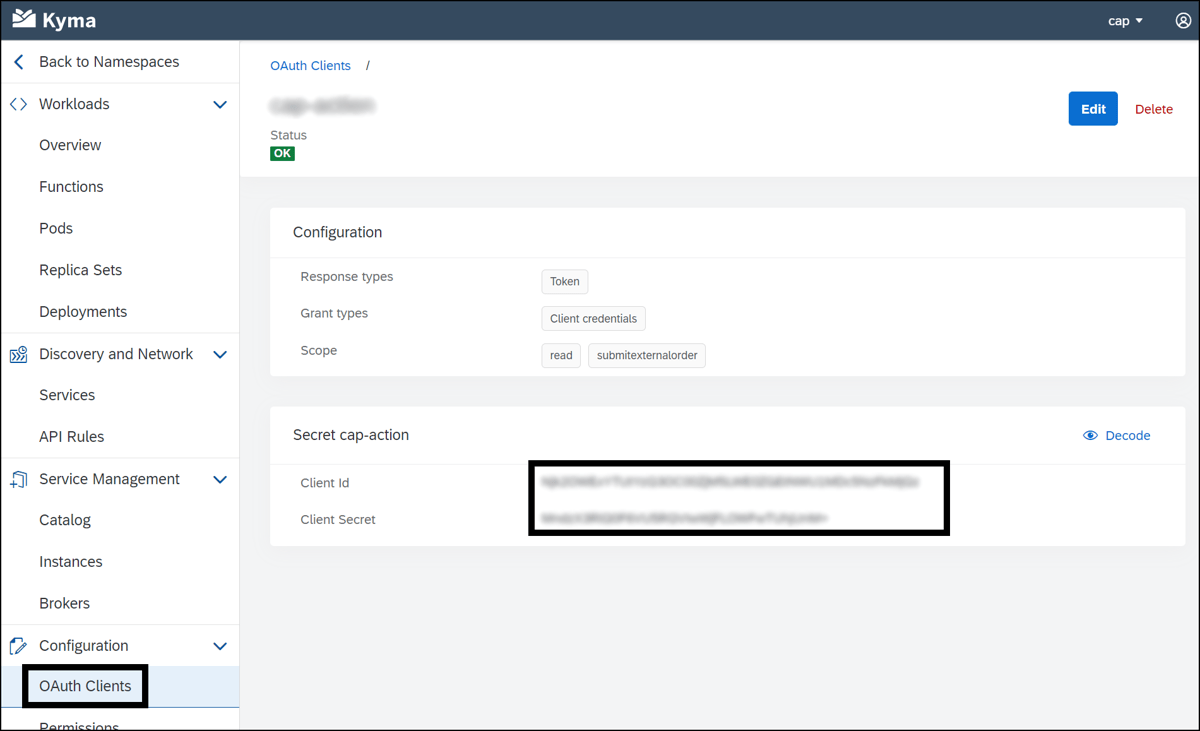 Kyma
cap
Back to Namespaces
Workloads
Overview
Functions
Pods
Replica Sets
Deployments
Discovery and Network
Services
API Rules
Service Management
Catalog
Instances
Brokers
Configuration
OAuth Clients
Permissions
OAuth Clients /
Edit Delete
Status
OK
Configuration
Response types Token
Grant types Client credentials
Scope read submitexternalorder
Secret cap-action Decode
Client Id
Client Secret